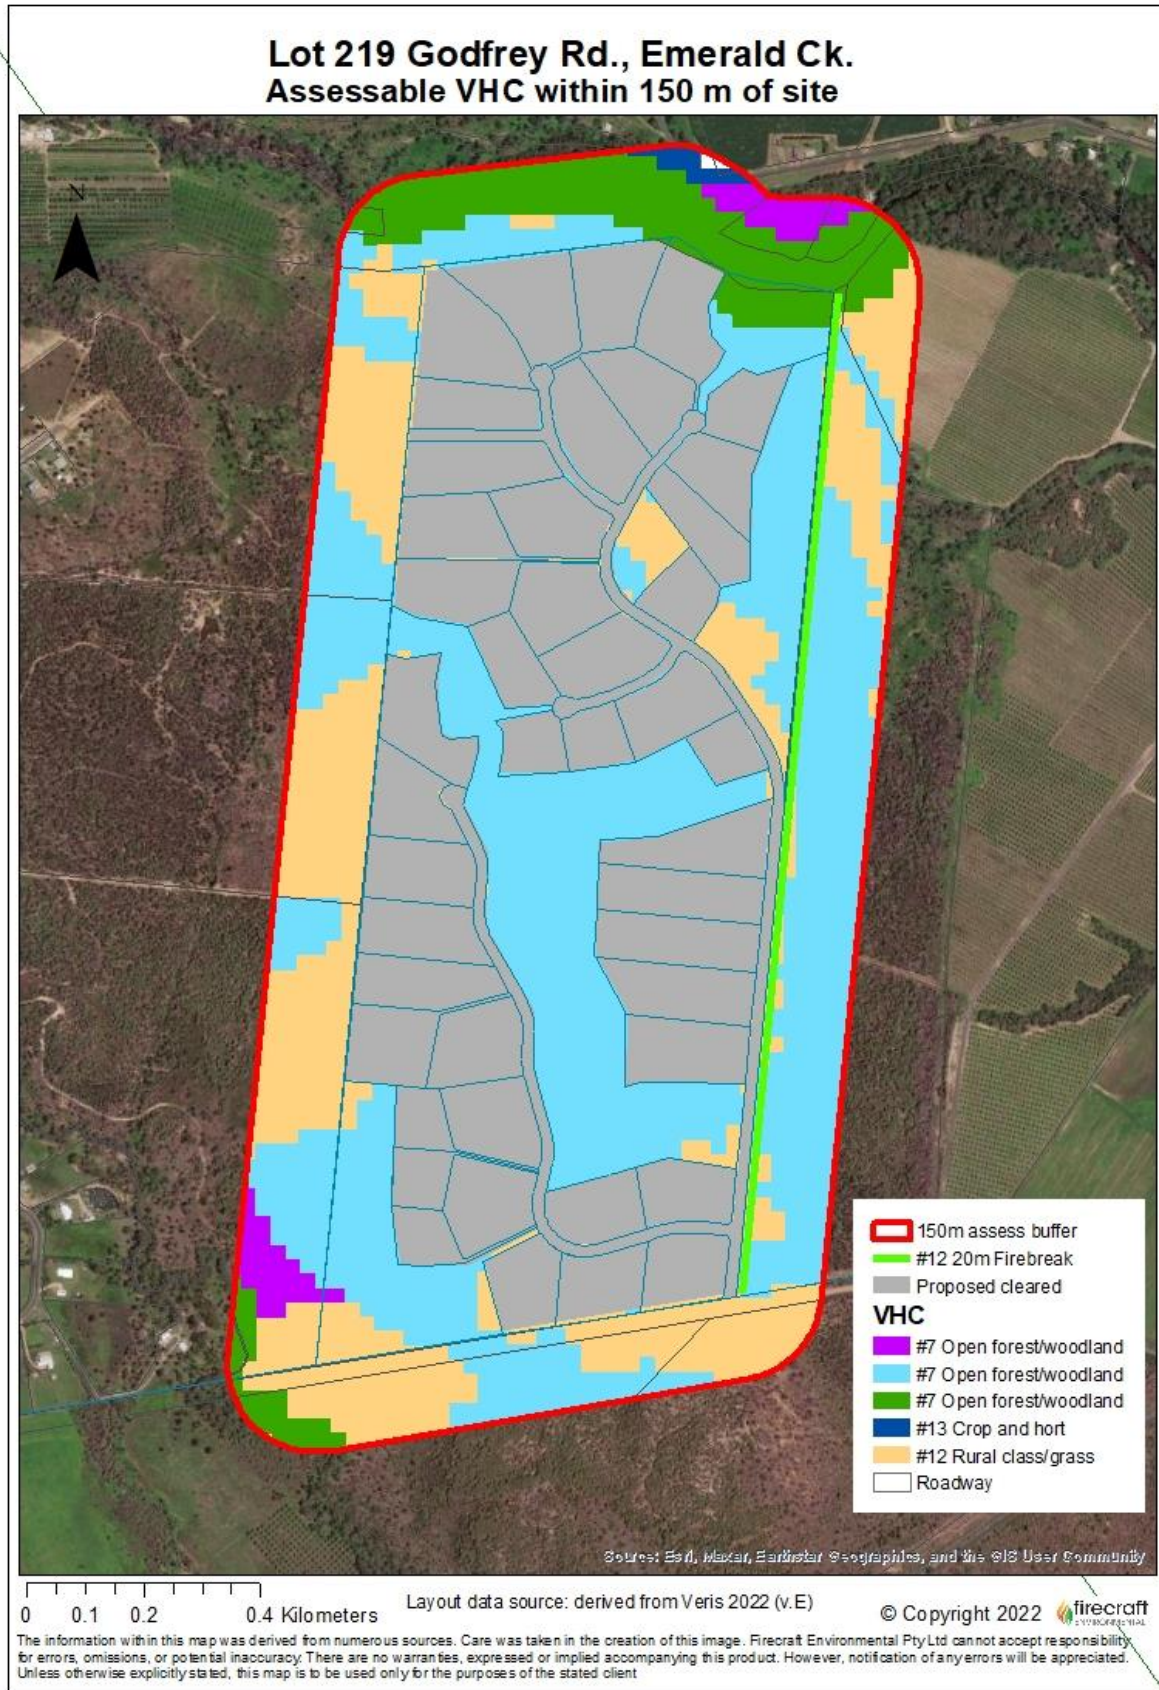 Lot 219 Godfrey Rd., Emerald Ck.
Assessable VHC within 150 m of site
N
150m assess buffer
#12 20m Firebreak
Proposed cleared
VHC
#7 Open forest/woodland
#7 Open forest/woodland
#7 Open forest/woodland
#13 Crop and hort
#12 Rural class/grass
Roadway
Source: Esri, Maxar, Earthstar Geographics, and the GIS User Community
0 0.1 0.2 0.4 Kilometers
Layout data source: derived from Veris 2022 (v.E)
© Copyright 2022
firecraft
ENVIRONMENTAL
The information within this map was derived from numerous sources. Care was taken in the creation of this image. Firecraft Environmental Pty Ltd cannot accept responsibility
for errors, omissions, or potential inaccuracy. There are no warranties, expressed or implied accompanying this product. However, notification of any errors will be appreciated.
Unless otherwise explicitly stated, this map is to be used only for the purposes of the stated client